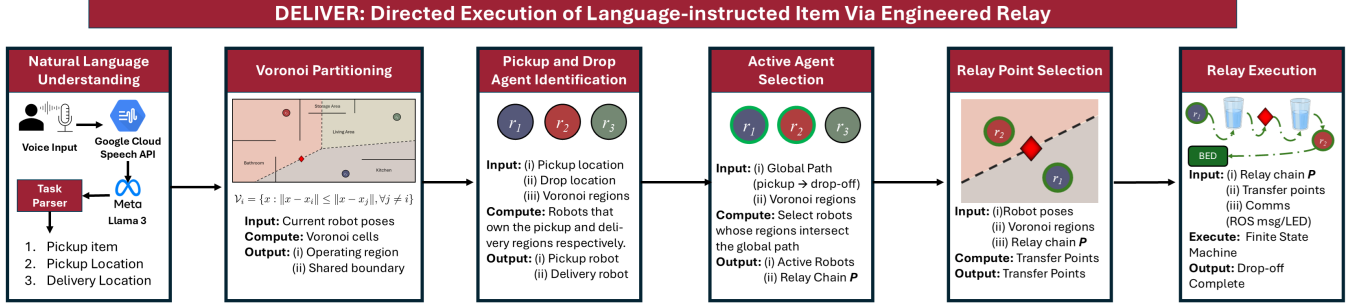 DELIVER: Directed Execution of Language-instructed Item Via Engineered Relay
Natural Language
Understanding
Voice Input
Google Cloud
Speech API
Task
Parser
Meta
Llama 3
1. Pickup item
2. Pickup Location
3. Delivery Location
Voronoi Partitioning
Storage Area
Living Area
Bathroom
Kitchen
𝒱ᵢ = {x : ‖x − xᵢ‖ ≤ ‖x − xⱼ‖, ∀j ≠ i}
Input: Current robot poses
Compute: Voronoi cells
Output: (i) Operating region
(ii) Shared boundary
Pickup and Drop
Agent Identification
r₁ r₂ r₃
Input: (i) Pickup location
(ii) Drop location
(iii) Voronoi regions
Compute: Robots that
own the pickup and deli-
very regions respectively.
Output: (i) Pickup robot
(ii) Delivery robot
Active Agent
Selection
r₁ r₂ r₃
Input: (i) Global Path
(pickup → drop-off)
(ii) Voronoi regions
Compute: Select robots
whose regions intersect
the global path
Output: (i) Active Robots
(ii) Relay Chain P
Relay Point Selection
r₂
r₁
Input: (i)Robot poses
(ii) Voronoi regions
(iii) Relay chain P
Compute: Transfer Points
Output: Transfer Points
Relay Execution
r₁
r₂
BED
Input: (i) Relay chain P
(ii) Transfer points
(iii) Comms
(ROS msg/LED)
Execute: Finite State
Machine
Output: Drop-off
Complete